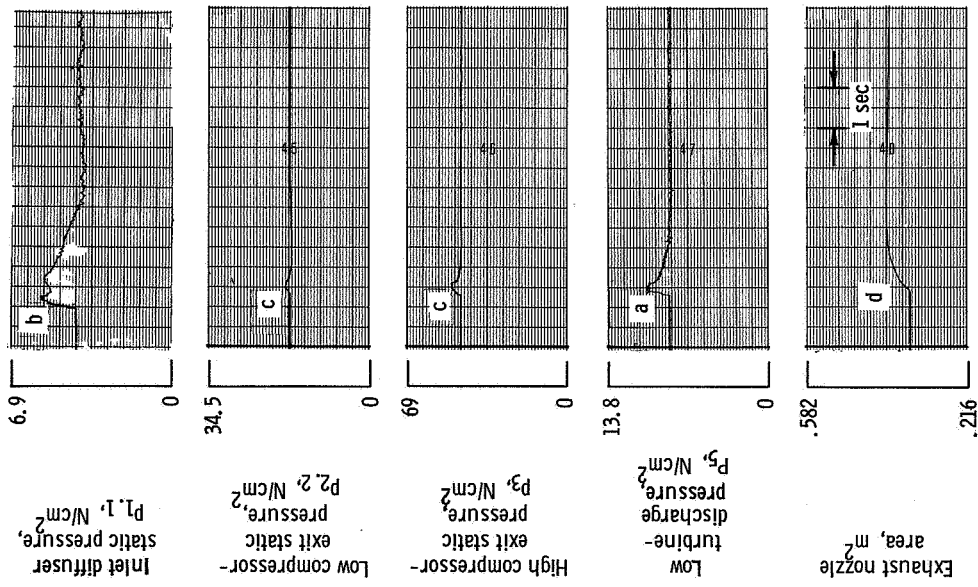 Inlet diffuser
static pressure,
P1.1, N/cm2
6.9
0
b
Low compressor-
exit static
pressure,
P2.2, N/cm2
34.5
0
c
45
High compressor-
exit static
pressure,
P3, N/cm2
69
0
c
46
Low
turbine-
discharge
pressure,
P5, N/cm2
13.8
0
a
47
Exhaust nozzle
area, m2
.582
.216
d
48
1 sec